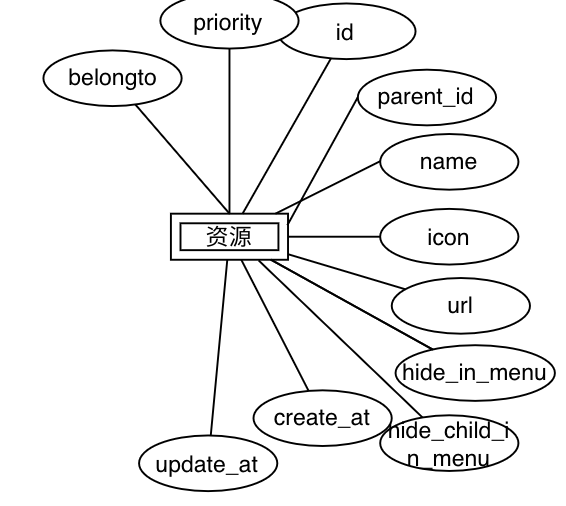 priority
id
belongto
parent_id
name
资源
icon
url
hide_in_menu
create_at
hide_child_i
n_menu
update_at